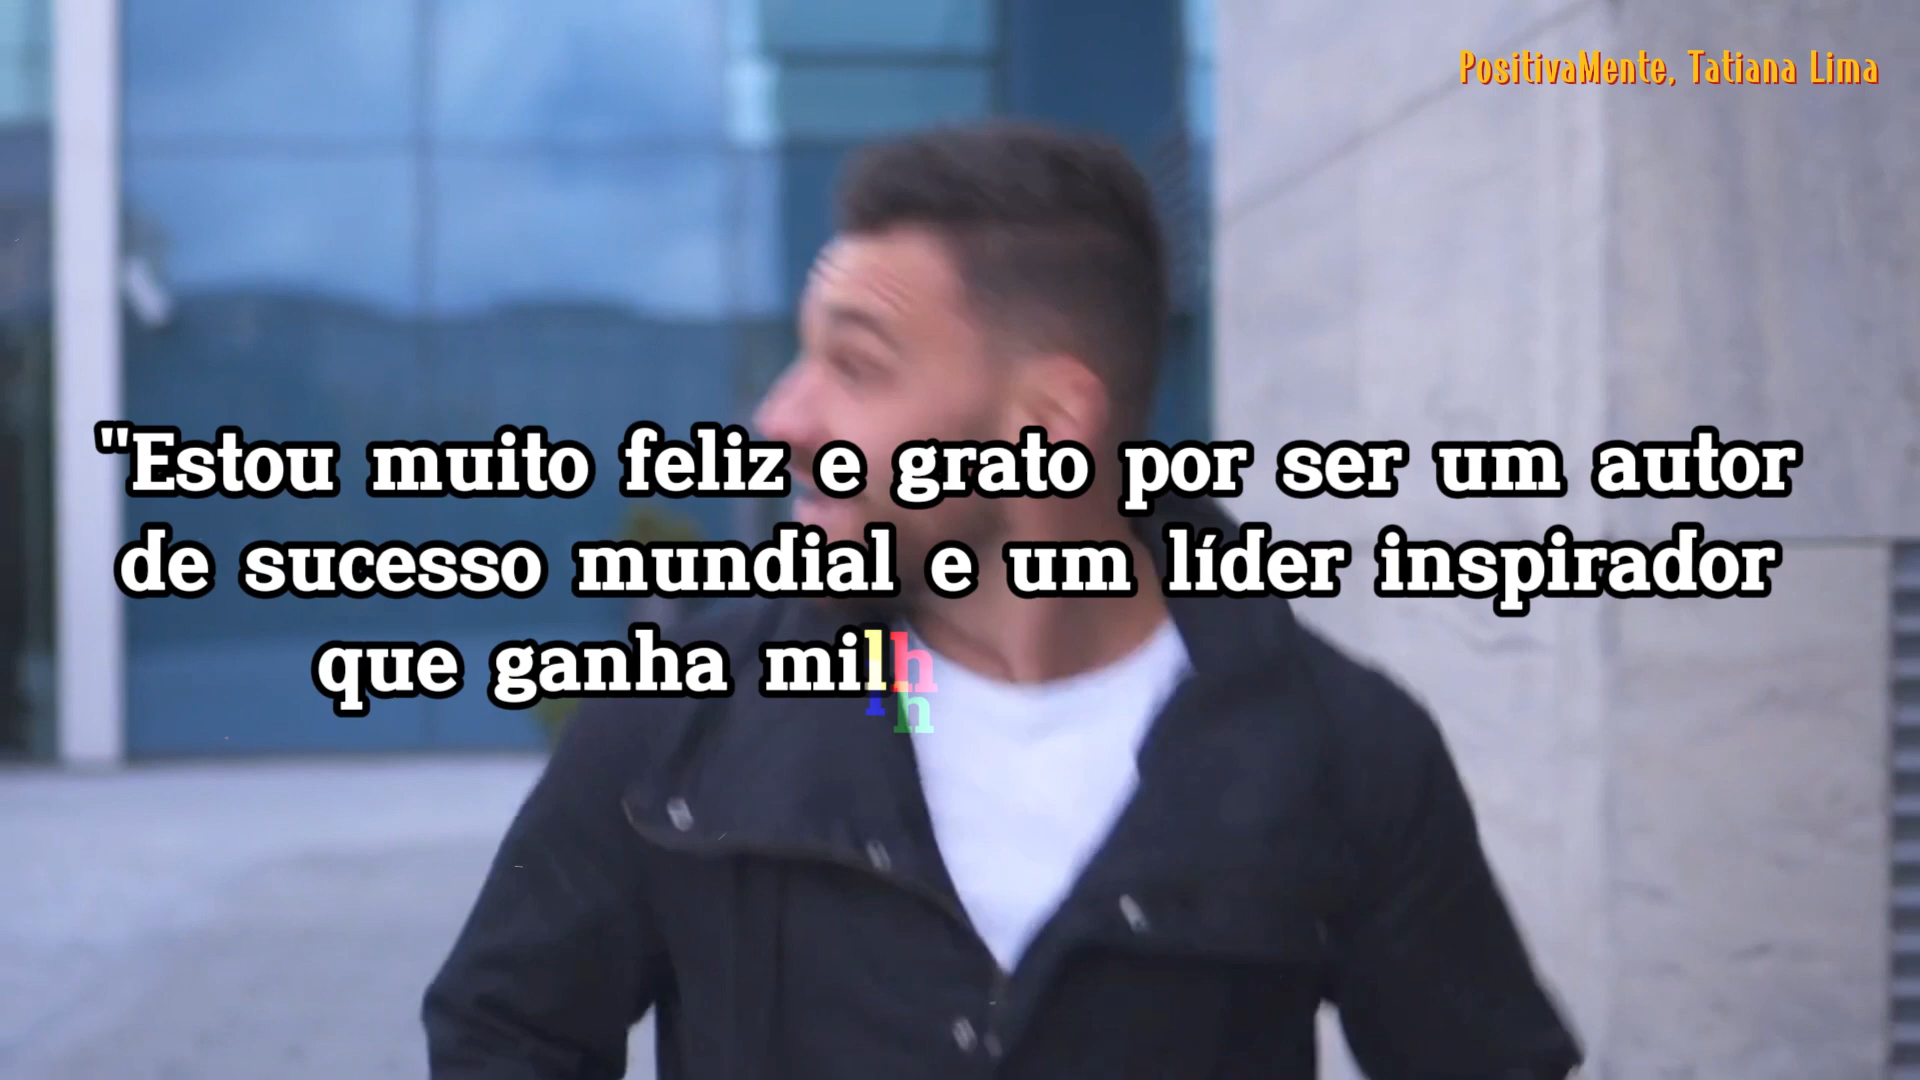 PositivaMente, Tatiana Lima
"Estou muito feliz e grato por ser um autor
de sucesso mundial e um líder inspirador
que ganha milh